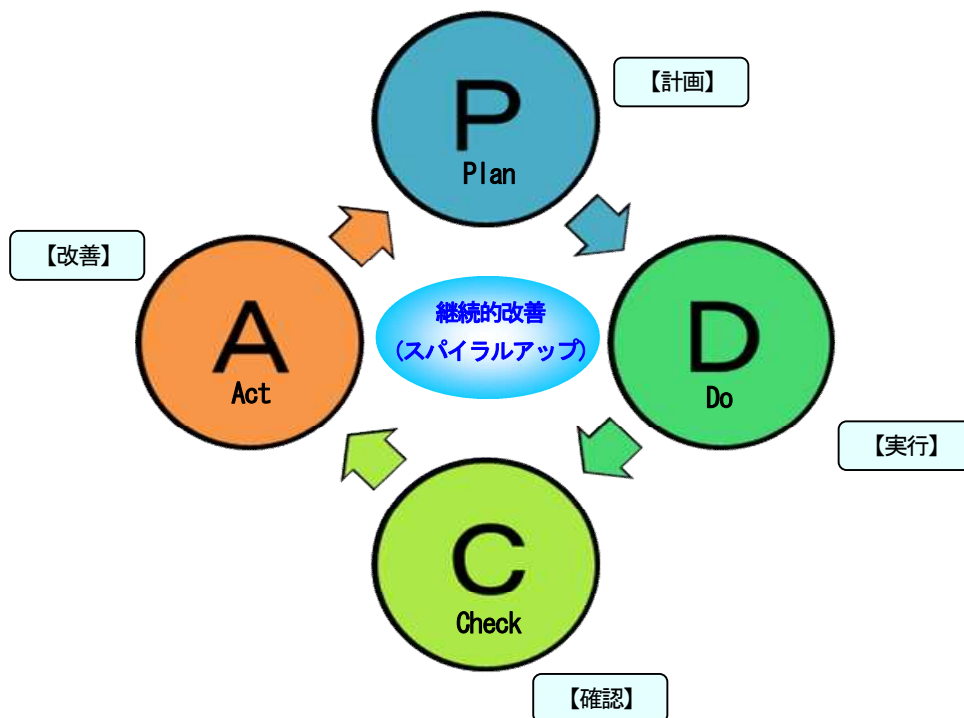 P
Plan
【計画】
【改善】
A
Act
継続的改善
(スパイラルアップ)
D
Do
【実行】
C
Check
【確認】